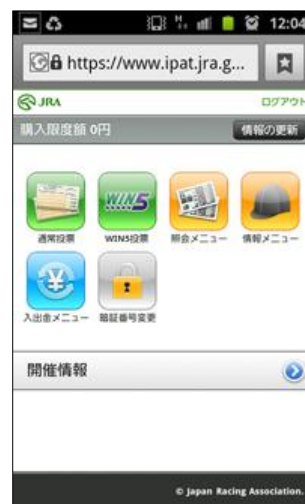 12:04
https://www.ipat.jra.g...
JRA
ログアウト
購入限度額 0円
情報の更新
WIN5
通常投票
WIN5投票
照会メニュー
情報メニュー
入出金メニュー
暗証番号変更
開催情報
© Japan Racing Association.